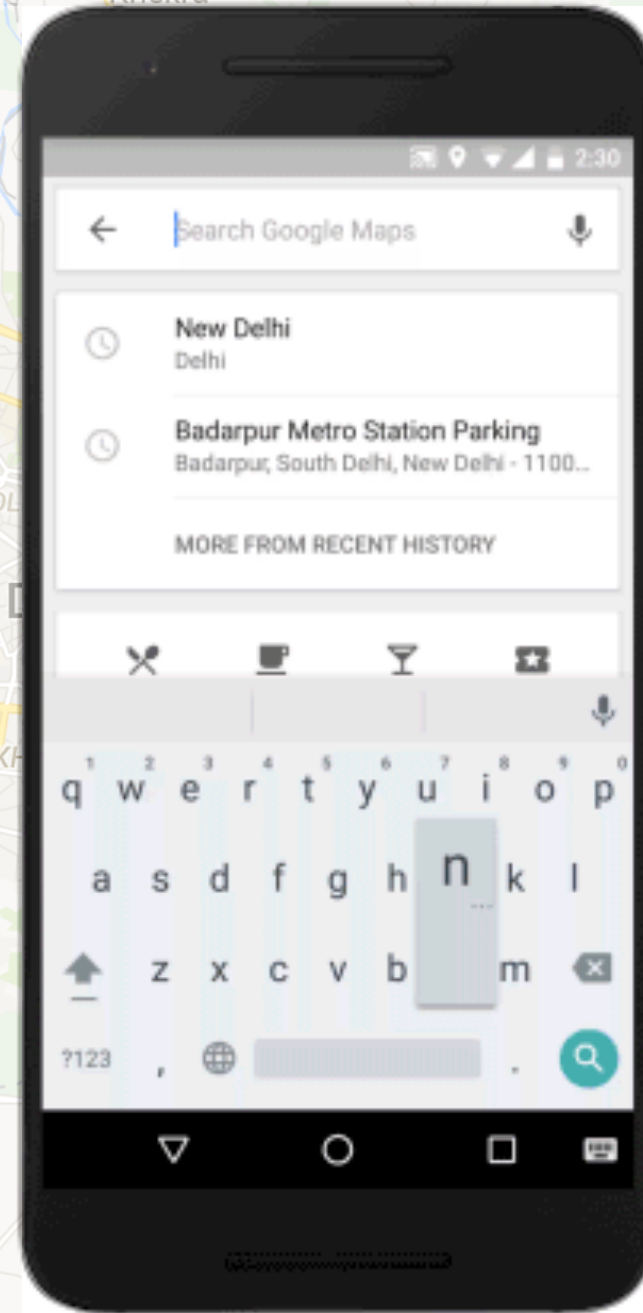 2:30
Search Google Maps
New Delhi
Delhi
Badarpur Metro Station Parking
Badarpur, South Delhi, New Delhi - 1100...
MORE FROM RECENT HISTORY
1 2 3 4 5 6 7 8 9 0
q w e r t y u i o p
a s d f g h n k l
z x c v b m
?123 , .